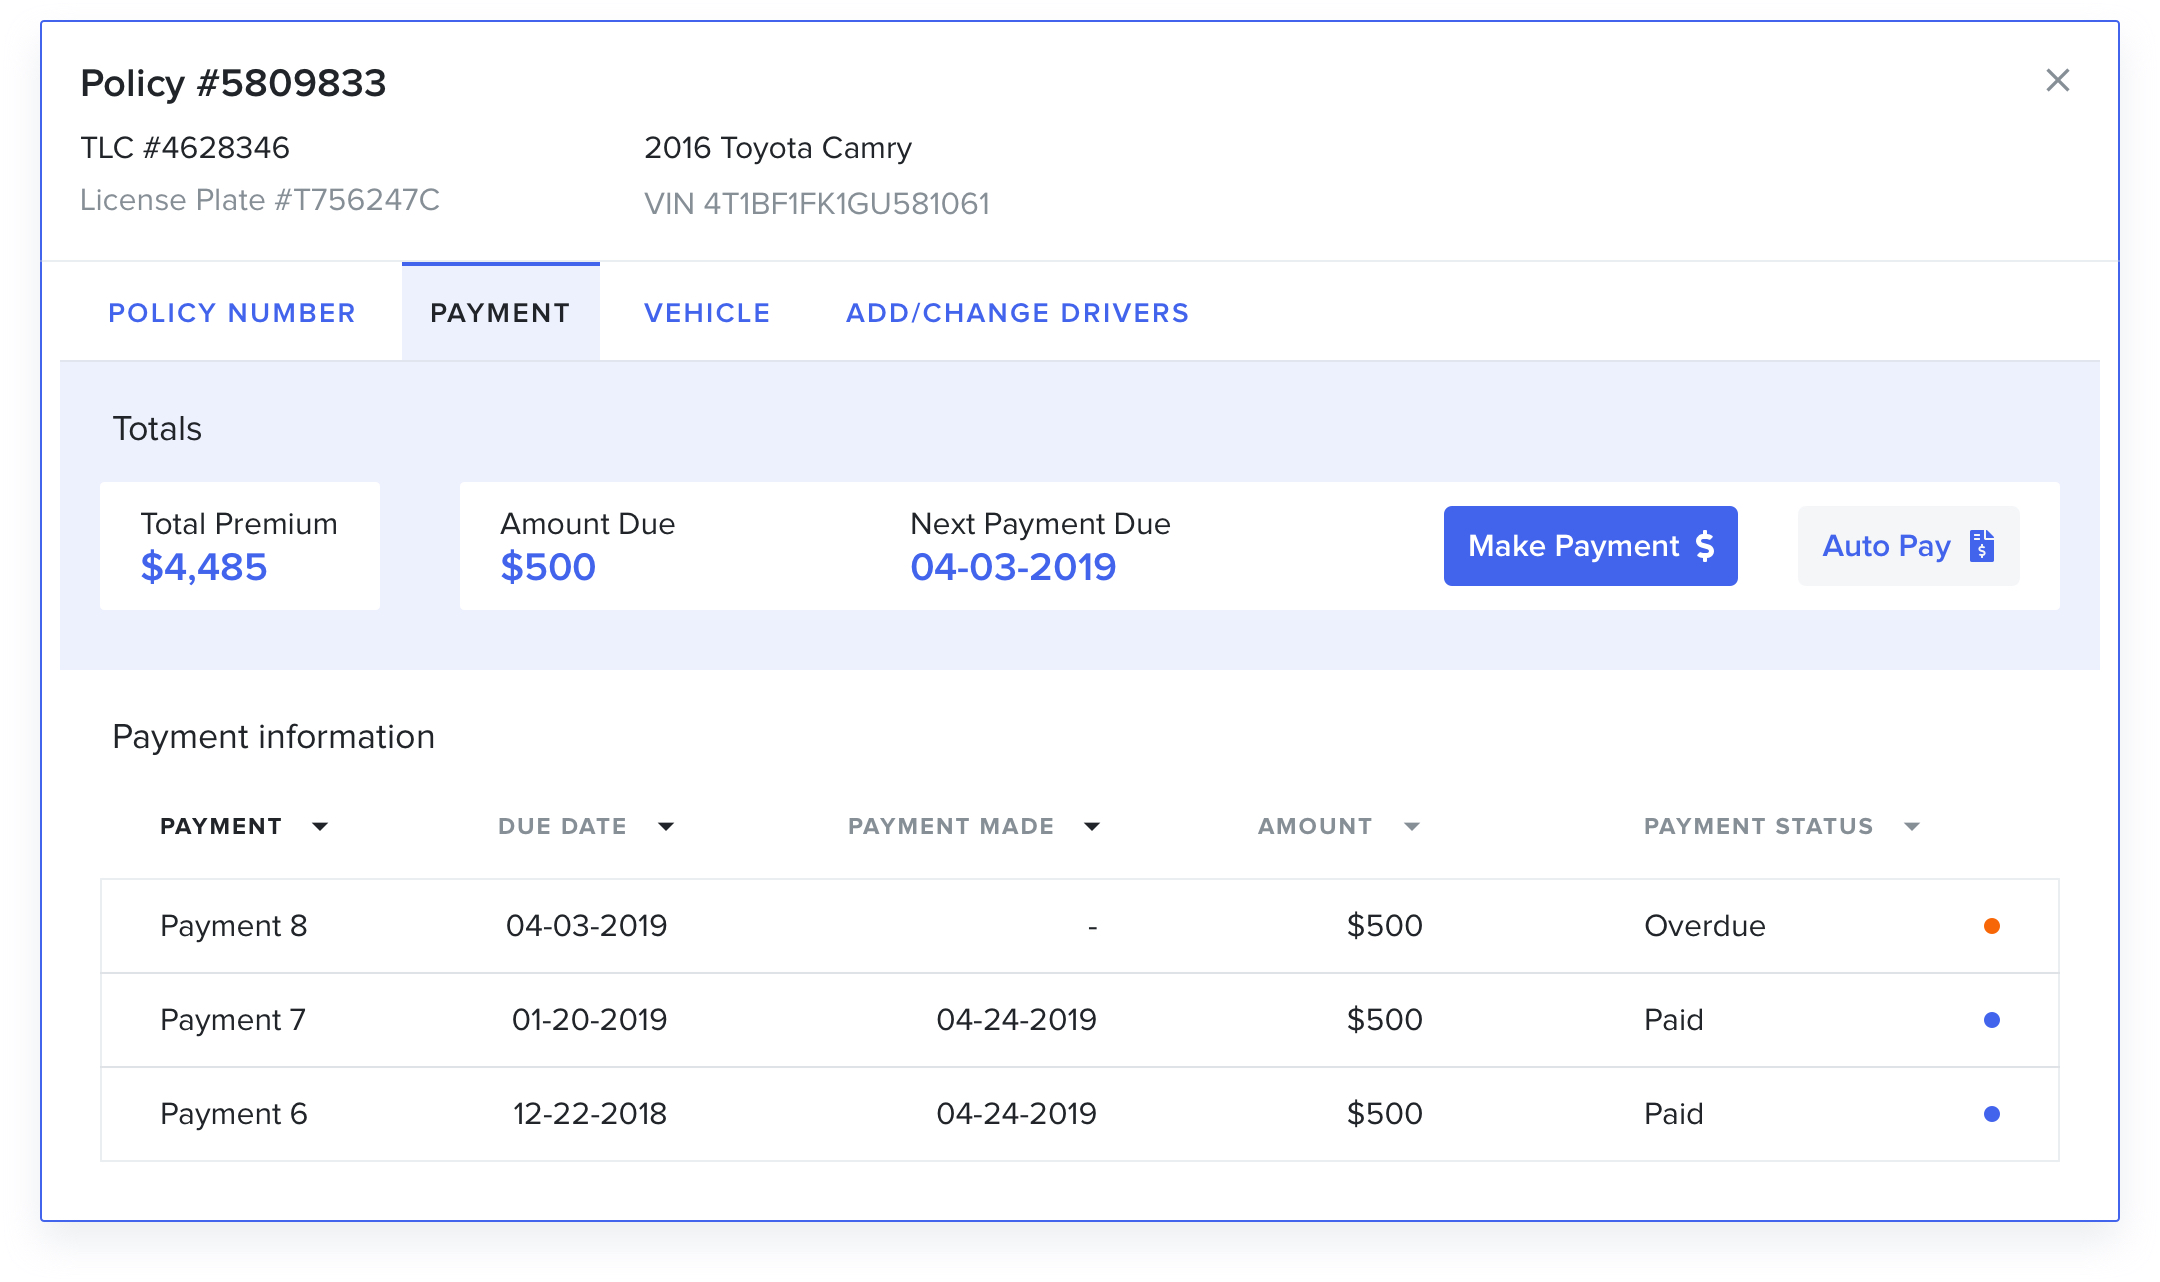 Policy #5809833
TLC #4628346
2016 Toyota Camry
License Plate #T756247C
VIN 4T1BF1FK1GU581061
POLICY NUMBER PAYMENT VEHICLE ADD/CHANGE DRIVERS
Totals
Total Premium Amount Due Next Payment Due
$4,485 $500 04-03-2019
Make Payment $ Auto Pay $
Payment information
PAYMENT DUE DATE PAYMENT MADE AMOUNT PAYMENT STATUS
Payment 8 04-03-2019 - $500 Overdue
Payment 7 01-20-2019 04-24-2019 $500 Paid
Payment 6 12-22-2018 04-24-2019 $500 Paid